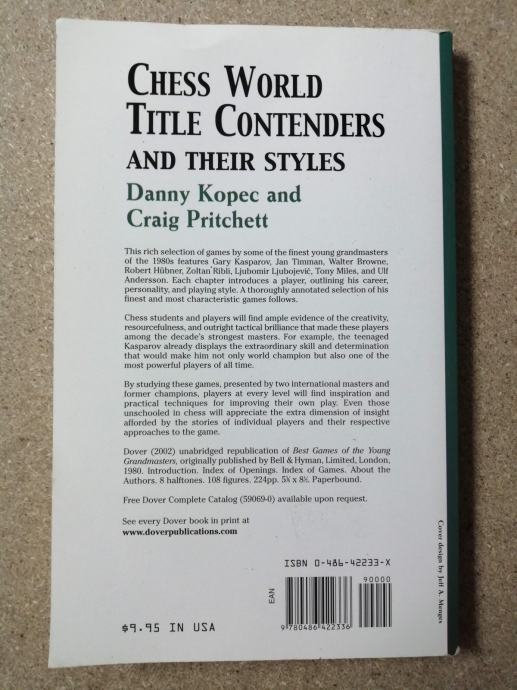 CHESS WORLD
TITLE CONTENDERS
AND THEIR STYLES
Danny Kopec and
Craig Pritchett
This rich selection of games by some of the finest young grandmasters
of the 1980s features Gary Kasparov, Jan Timman, Walter Browne,
Robert Hübner, Zoltan Ribli, Ljubomir Ljubojević, Tony Miles, and Ulf
Andersson. Each chapter introduces a player, outlining his career,
personality, and playing style. A thoroughly annotated selection of his
finest and most characteristic games follows.
Chess students and players will find ample evidence of the creativity,
resourcefulness, and outright tactical brilliance that made these players
among the decade's strongest masters. For example, the teenaged
Kasparov already displays the extraordinary skill and determination
that would make him not only world champion but also one of the
most powerful players of all time.
By studying these games, presented by two international masters and
former champions, players at every level will find inspiration and
practical techniques for improving their own play. Even those
unschooled in chess will appreciate the extra dimension of insight
afforded by the stories of individual players and their respective
approaches to the game.
Dover (2002) unabridged republication of Best Games of the Young
Grandmasters, originally published by Bell & Hyman, Limited, London,
1980. Introduction. Index of Openings. Index of Games. About the
Authors. 8 halftones. 108 figures. 224pp. 5⅜ x 8½. Paperbound.
Free Dover Complete Catalog (59069-0) available upon request.
See every Dover book in print at
www.doverpublications.com
Cover design by Jeff A. Menges
ISBN 0-486-42233-X
90000
EAN
9 780486 422336
$9.95 IN USA